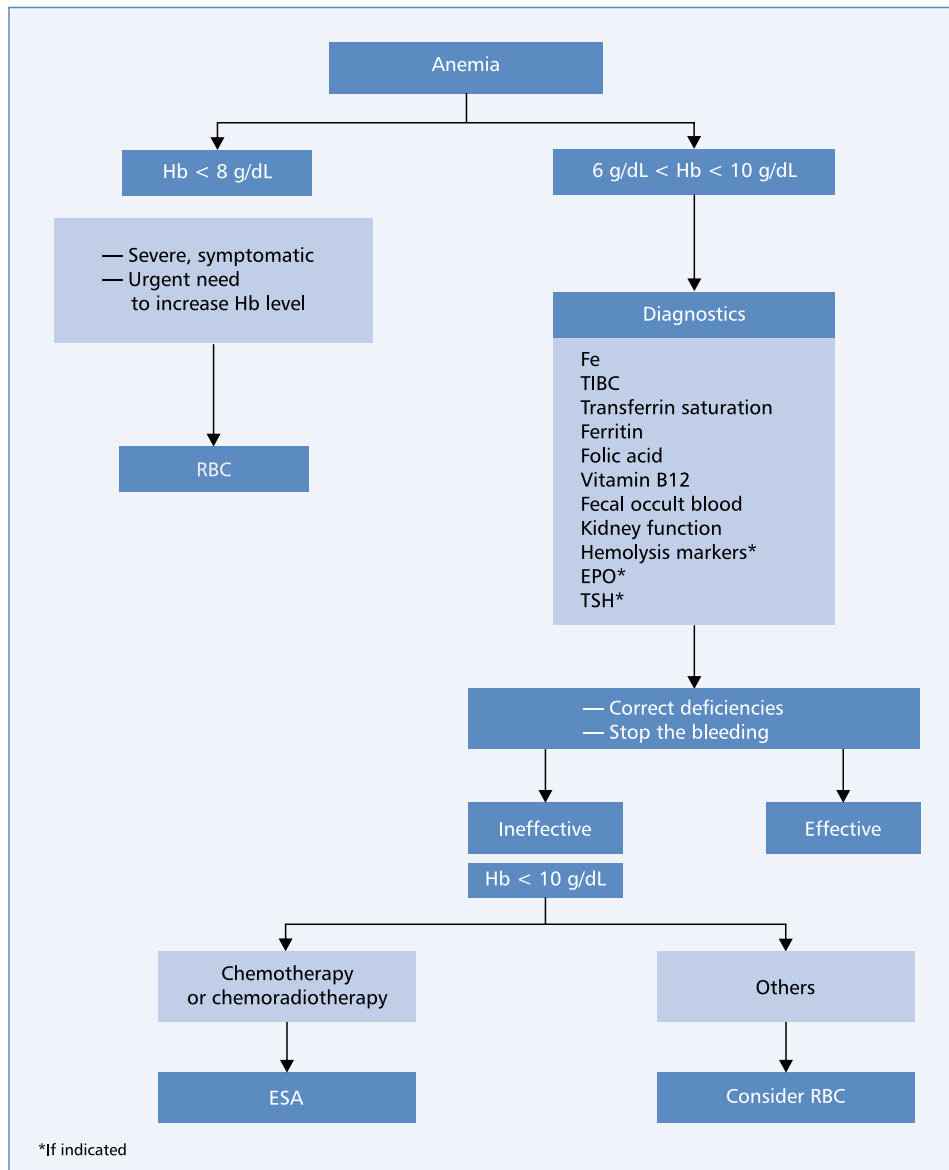 Anemia
Hb < 8 g/dL
6 g/dL < Hb < 10 g/dL
— Severe, symptomatic
— Urgent need
to increase Hb level
RBC
Diagnostics
Fe
TIBC
Transferrin saturation
Ferritin
Folic acid
Vitamin B12
Fecal occult blood
Kidney function
Hemolysis markers*
EPO*
TSH*
— Correct deficiencies
— Stop the bleeding
Ineffective
Effective
Hb < 10 g/dL
Chemotherapy
or chemoradiotherapy
Others
ESA
Consider RBC
*If indicated